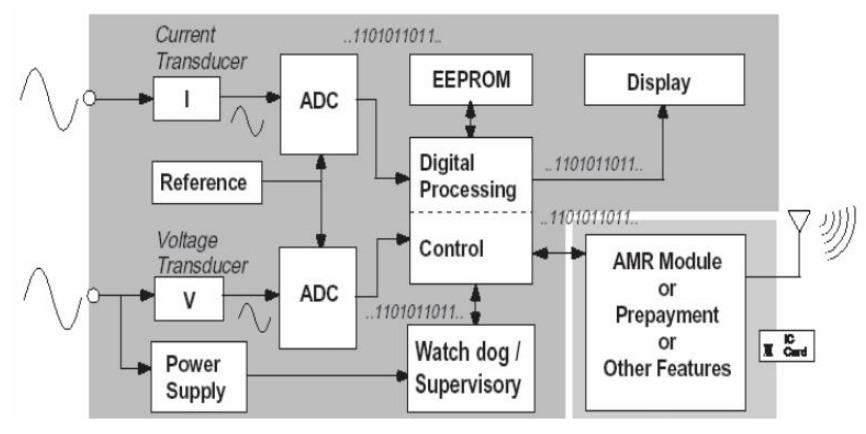 Current
Transducer
..1101011011..
I
ADC
EEPROM
Display
Reference
Digital
Processing
..1101011011..
Voltage
Transducer
V
ADC
Control
..1101011011..
..1101011011..
AMR Module
or
Prepayment
or
Other Features
Power
Supply
Watch dog /
Supervisory
IC
Card